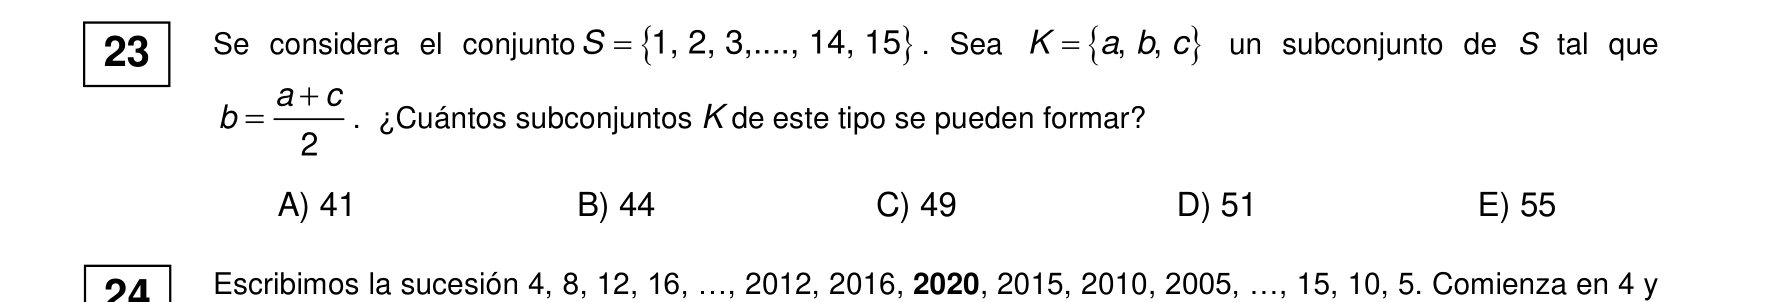 23 Se considera el conjunto S = {1, 2, 3,...., 14, 15} . Sea K = {a, b, c} un subconjunto de S tal que
b = \frac{a + c}{2} . ¿Cuántos subconjuntos K de este tipo se pueden formar?
A) 41 B) 44 C) 49 D) 51 E) 55
24 Escribimos la sucesión 4, 8, 12, 16, …, 2012, 2016, 2020, 2015, 2010, 2005, …, 15, 10, 5. Comienza en 4 y